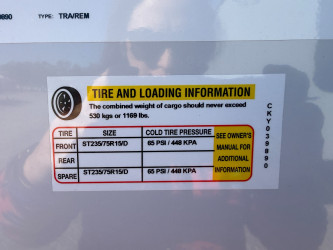 0890 TYPE: TRA/REM
TIRE AND LOADING INFORMATION
The combined weight of cargo should never exceed
530 kgs or 1169 lbs.
TIRE SIZE COLD TIRE PRESSURE SEE OWNER'S
MANUAL FOR
ADDITIONAL
INFORMATION
FRONT ST235/75R15/D 65 PSI / 448 KPA
REAR
SPARE ST235/75R15/D 65 PSI / 448 KPA
CKY039890